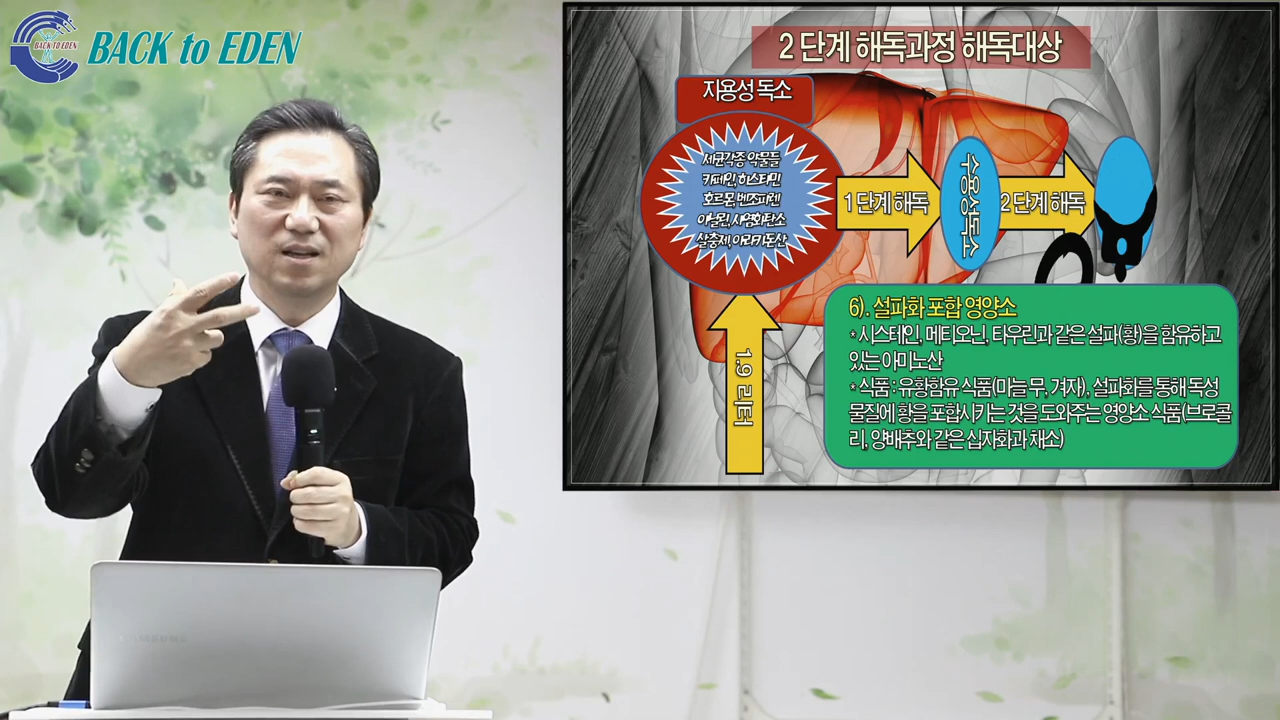 BACK TO EDEN
BACK to EDEN
2 단계 해독과정 해독대상
지용성 독소
세균각종 약물들
카페인, 히스타민
호르몬, 벤조피렌
아닐린, 사염화탄소
살충제, 아라키돈산
1 단계 해독
수용성독소
2 단계 해독
1.9 리터
6). 설파화 포합 영양소
* 시스테인, 메티오닌, 타우린과 같은 설파(황)을 함유하고
있는 아미노산
* 식품 : 유황함유 식품(마늘 무, 겨자), 설파화를 통해 독성
물질에 황을 포합시키는 것을 도와주는 영양소 식품(브로콜
리, 양배추와 같은 십자화과 채소)
SAMSUNG